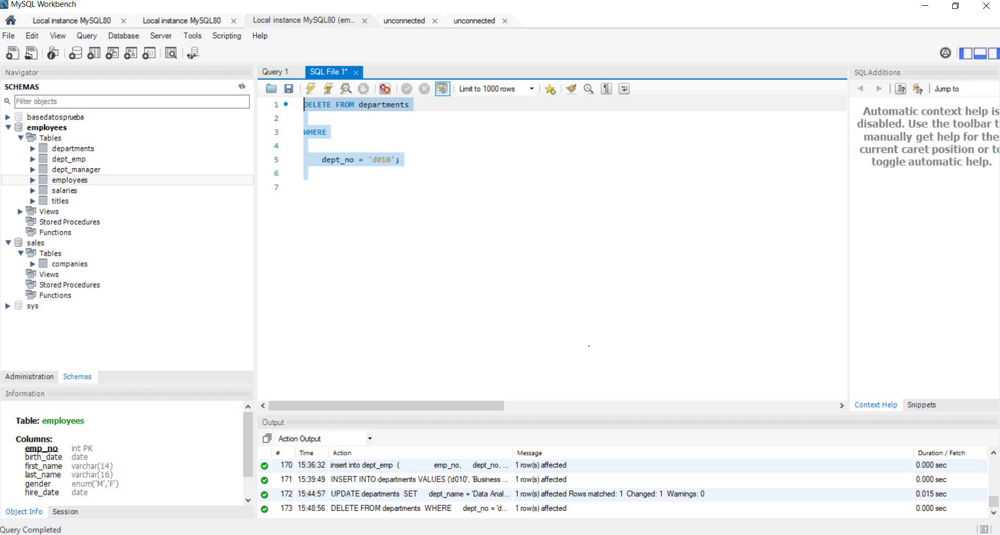 MySQL Workbench
Local instance MySQL80 Local instance MySQL80 Local instance MySQL80 (em... unconnected unconnected
File Edit View Query Database Server Tools Scripting Help
Navigator
SCHEMAS
Filter objects
basedatosprueba
employees
Tables
departments
dept_emp
dept_manager
employees
salaries
titles
Views
Stored Procedures
Functions
sales
Tables
companies
Views
Stored Procedures
Functions
sys
Administration Schemas
Information
Table: employees
Columns:
emp_no int PK
birth_date date
first_name varchar(14)
last_name varchar(16)
gender enum('M','F')
hire_date date
Object Info Session
Query 1 SQL File 1*
Limit to 1000 rows
1 DELETE FROM departments
2
3 WHERE
4
5 dept_no = 'd010';
6
7
SQLAdditions
Jump to
Automatic context help is
disabled. Use the toolbar t
manually get help for the
current caret position or to
toggle automatic help.
Context Help Snippets
Output
Action Output
# Time Action Message Duration / Fetch
170 15:36:32 insert into dept_emp ( emp_no, dept_no, ... 1 row(s) affected 0.000 sec
171 15:39:49 INSERT INTO departments VALUES ('d010', 'Business ... 1 row(s) affected 0.000 sec
172 15:44:57 UPDATE departments SET dept_name = 'Data Anal... 1 row(s) affected Rows matched: 1 Changed: 1 Warnings: 0 0.015 sec
173 15:48:56 DELETE FROM departments WHERE dept_no = 'd... 1 row(s) affected 0.000 sec
Query Completed